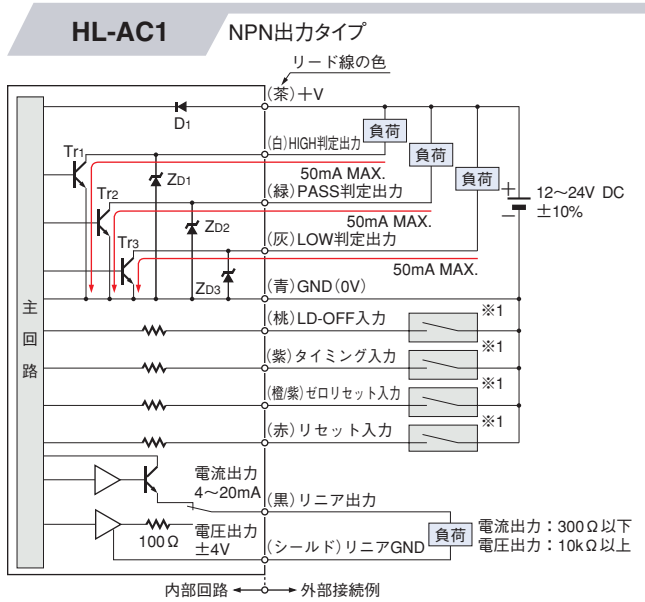 HL-AC1
NPN出力タイプ
リード線の色
(茶)+V
D1
負荷
負荷
負荷
(白)HIGH判定出力
Tr1
ZD1
50mA MAX.
(緑)PASS判定出力
Tr2
ZD2
50mA MAX.
(灰)LOW判定出力
Tr3
ZD3
50mA MAX.
+
−
12〜24V DC
±10%
(青)GND(0V)
主回路
(桃)LD-OFF入力
※1
(紫)タイミング入力
※1
(橙/紫)ゼロリセット入力
※1
(赤)リセット入力
※1
電流出力
4〜20mA
(黒)リニア出力
100Ω
電圧出力
±4V
(シールド)リニアGND
負荷
電流出力:300Ω以下
電圧出力:10kΩ以上
内部回路
外部接続例